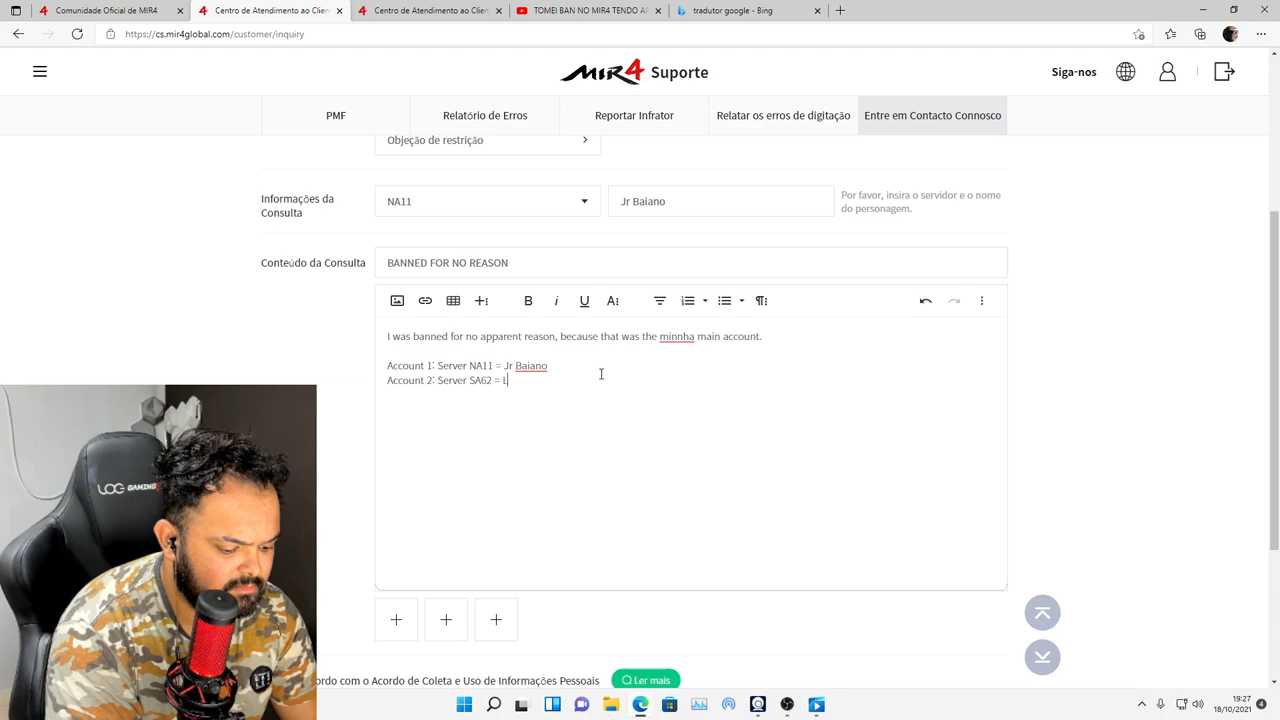 Oficial Comunidade de MIR4
Centro de Atendimento ao Clien
Centro de Atendimento ao Clien
TOMEI BAN NO MIR4 TENDO AP
tradutor - Bing
https://cs.mir4global.com/customer/inquiry
MIR4 Suporte
Siga-nos
PMF
Relatório de Erros
Reportar Infrator
Relatar os erros de digitação
Entre em Contacto Connosco
Objeção de restrição
Informações da
Consulta
NA11
Jr Baiano
Por favor, insira o servidor e o nome
do personagem.
Conteúdo da Consulta
BANNED FOR NO REASON
I was banned for no apparent reason, because that was the minnha main account.
Account 1: Server NA11 = Jr Baiano
Account 2: Server SA62 = L
LOG GAMING
ordo com o Acordo de Coleta e Uso de Informações Pessoais
Ler mais
19:27
18/10/2021
4